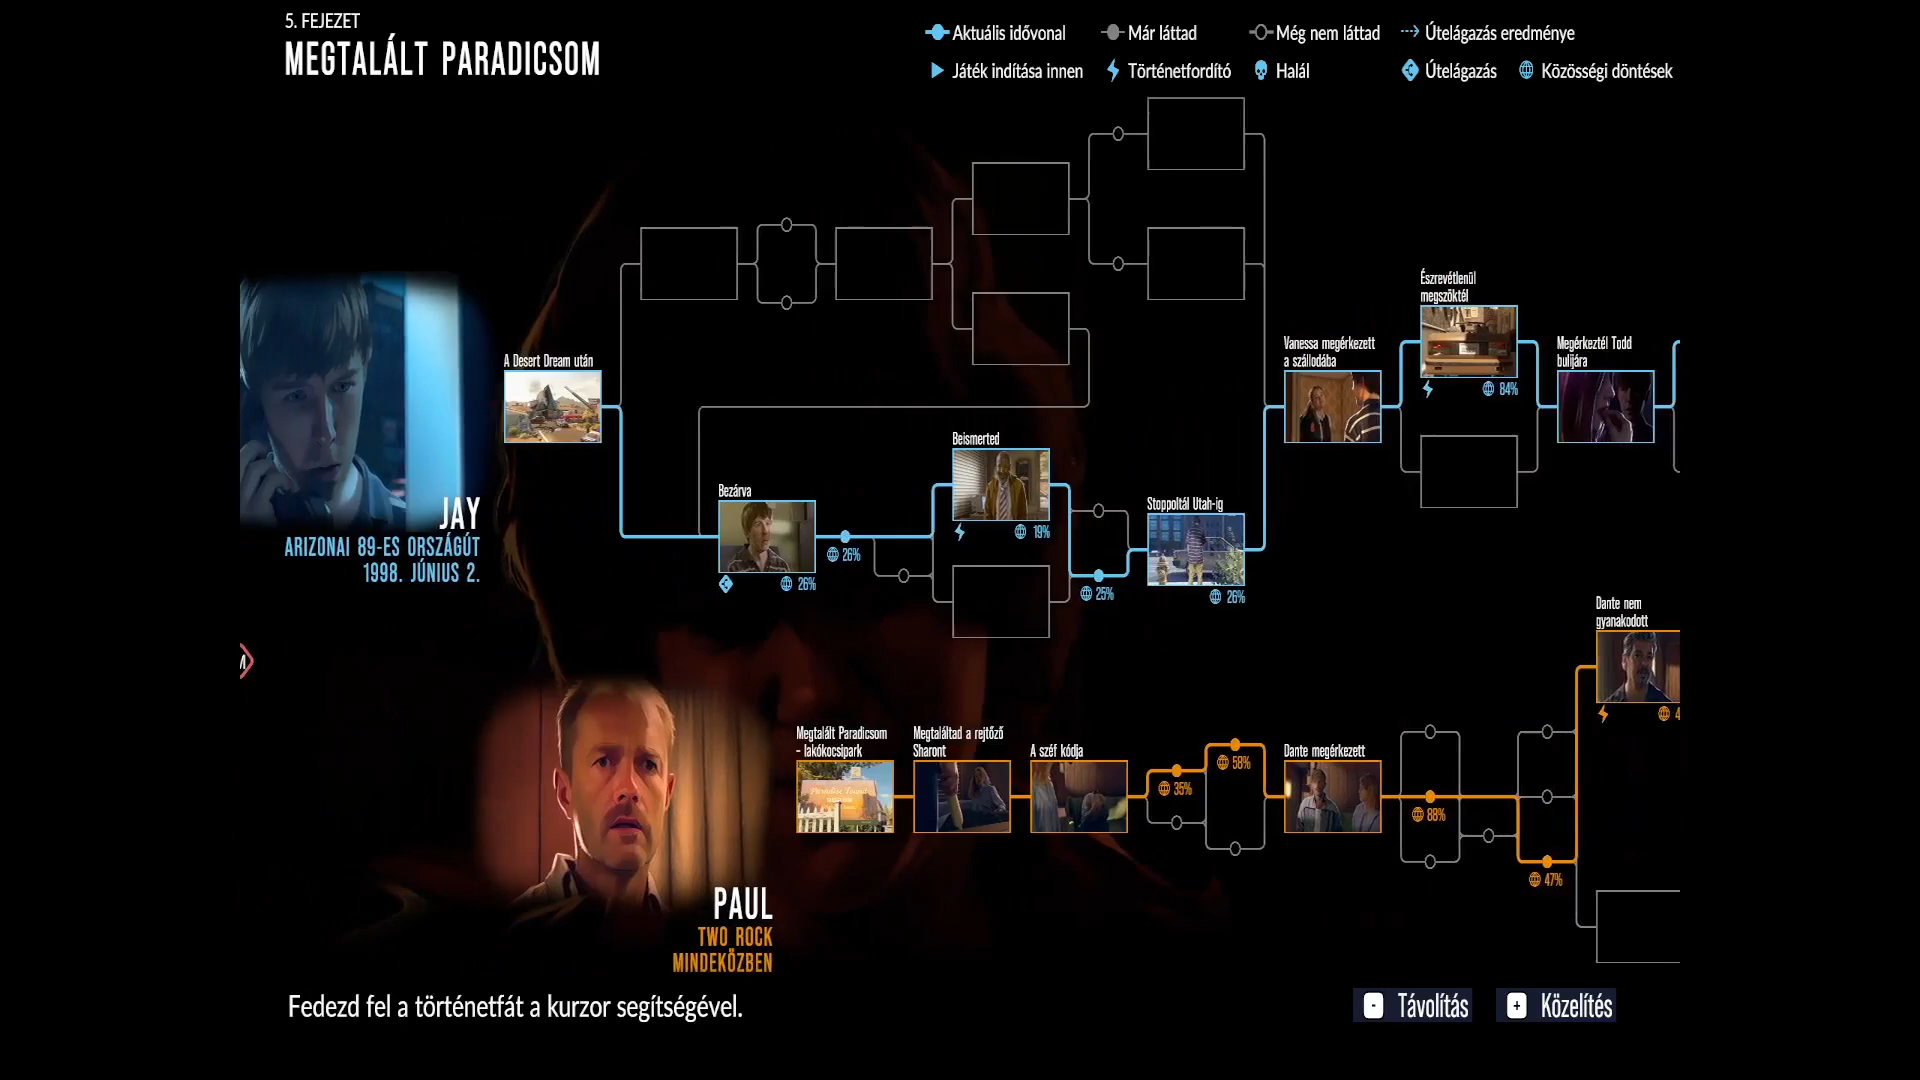 5. FEJEZET
MEGTALÁLT PARADICSOM
Aktuális idővonal
Már láttad
Még nem láttad
Útelágazás eredménye
Játék indítása innen
Történetfordító
Halál
Útelágazás
Közösségi döntések
Észrevétlenül
megszöktél
84%
Vanessa megérkezett
a szállodába
Megérkeztél Todd
bulijára
A Desert Dream után
Beismerted
19%
Bezárva
26%
26%
Stoppoltál Utah-ig
25%
26%
JAY
ARIZONAI 89-ES ORSZÁGÚT
1998. JÚNIUS 2.
Dante nem
gyanakodott
4
Megtalált Paradicsom
- lakókocsipark
Megtaláltad a rejtőző
Sharont
A széf kódja
35%
58%
Dante megérkezett
88%
47%
Paradise Found
PAUL
TWO ROCK
MINDEKÖZBEN
Fedezd fel a történetfát a kurzor segítségével.
- Távolítás
+ Közelítés